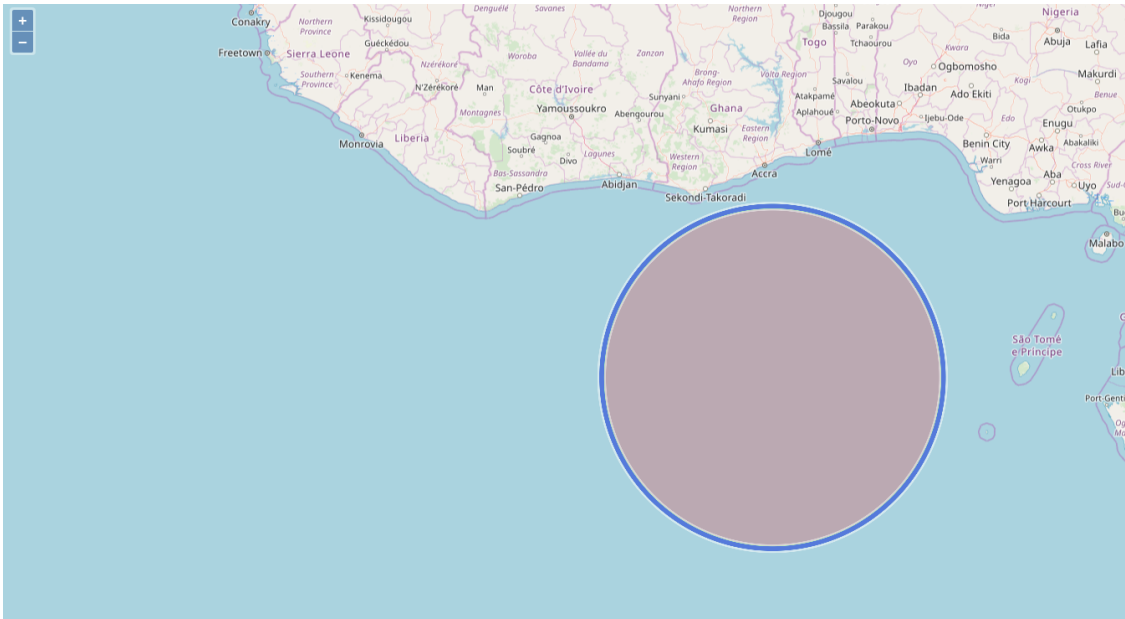 +
−
Conakry
Northern
Province
Kissidougou
Denguélé
Savanes
Northern
Region
Djougou
Bassila
Parakou
Nigeria
Bida
Abuja
Lafia
Freetown
Sierra Leone
Guéckédou
Nzérékoré
Woroba
Vallée du
Bandama
Zanzan
Togo
Tchaourou
Kwara
Ogbomosho
Oyo
Southern
Province
Kenema
N'Zérékoré
Man
Côte d'Ivoire
Brong-
Ahafo Region
Volta Region
Savalou
Ibadan
Ado Ekiti
Kogi
Makurdi
Benue
Montagnes
Yamoussoukro
Abengourou
Sunyani
Ghana
Atakpamé
Aplahoué
Abeokuta
Porto-Novo
Ijebu-Ode
Edo
Otukpo
Enugu
Monrovia
Liberia
Gagnoa
Soubré
Divo
Lagunes
Kumasi
Eastern
Region
Western
Region
Lomé
Benin City
Awka
Abakaliki
Bas-Sassandra
San-Pédro
Abidjan
Sekondi-Takoradi
Accra
Warri
Yenagoa
Aba
Cross River
Uyo
Port Harcourt
Malabo
São Tomé
e Príncipe
Lib
Port-Genti